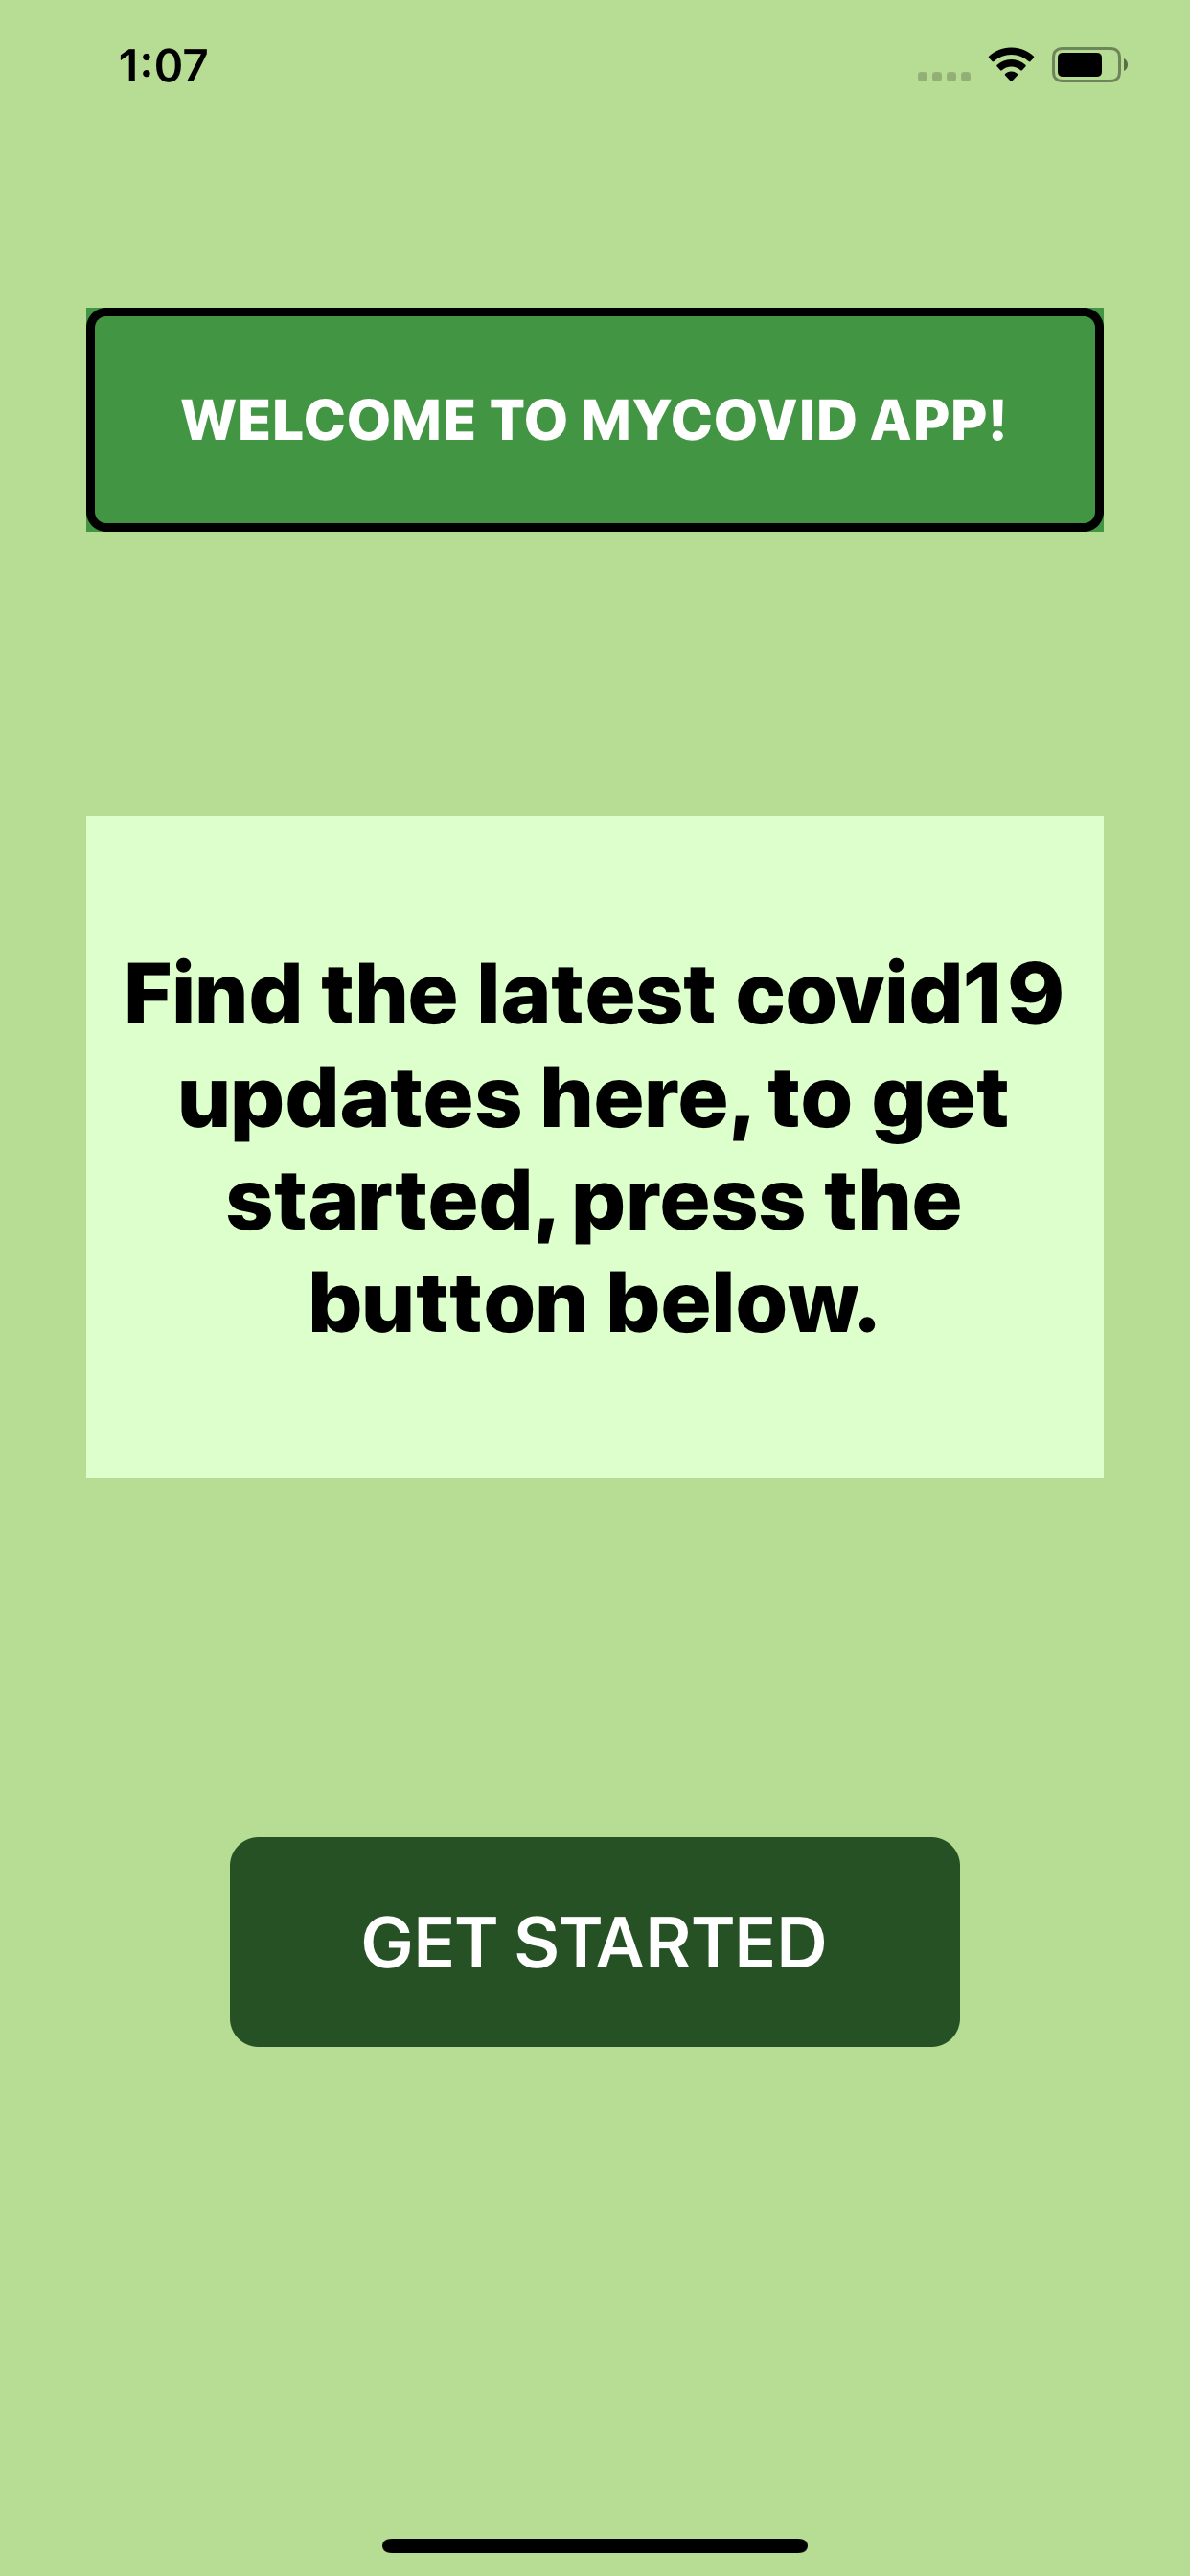 1:07
WELCOME TO MYCOVID APP!
Find the latest covid19
updates here, to get
started, press the
button below.
GET STARTED